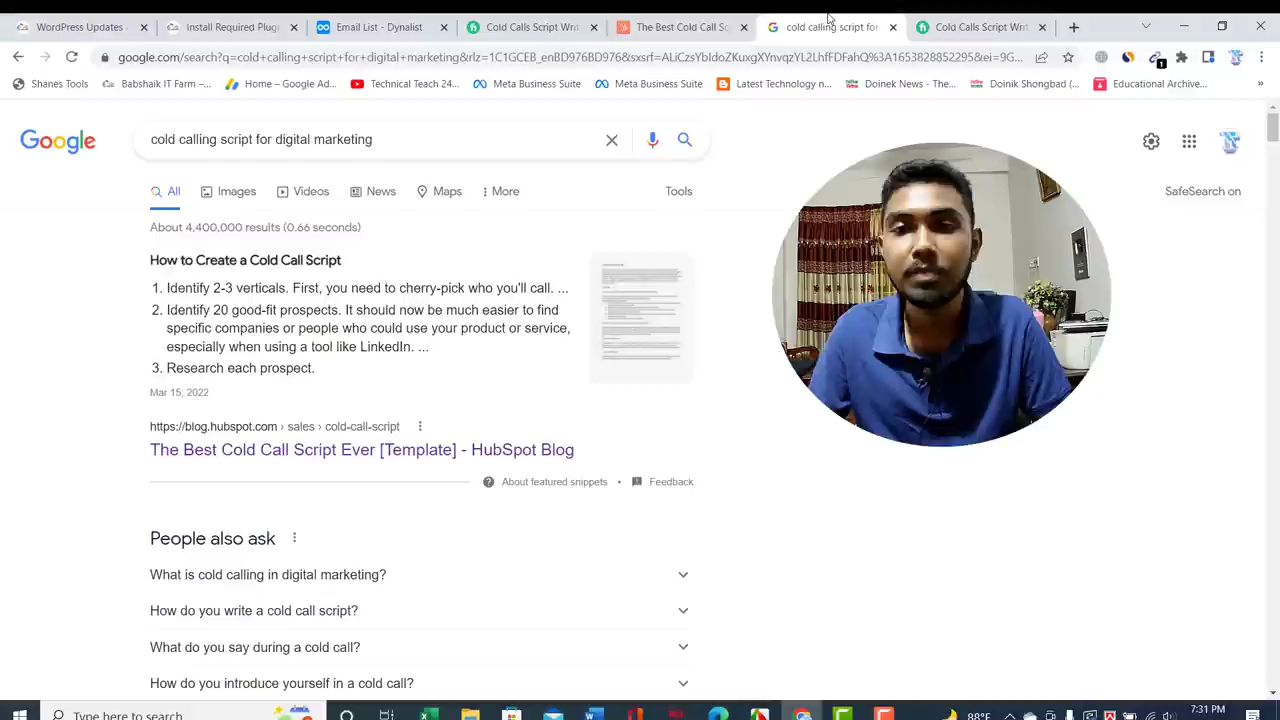 WordPress Updates
Install Required Plug
Email List - Dynalist
Cold Calls Script Writ
The Best Cold Call Sc
cold calling script for
Cold Calls Script Writ
google.com/search?q=cold+calling+script+for+digital+marketing&rlz=1C1GCEB_enBD976BD976&sxsrf=ALiCzsYbldoZKuxgXYnvqzYL2LhfFDFahQ%3A1653828852295&ei=9G...
1
Shanes Tools
Babshaik IT Farm –...
Home – Google Ad...
Technical Teach 24...
Meta Business Suite
Meta Business Suite
Latest Technology n...
Doinek News - The...
Doinik Shongbad (...
Educational Archive...
»
Google
cold calling script for digital marketing
All
Images
Videos
News
Maps
More
Tools
SafeSearch on
About 4,400,000 results (0.66 seconds)
How to Create a Cold Call Script
1. Identify 2-3 verticals. First, you need to cherry-pick who you'll call. ...
2. Identify 20 good-fit prospects. It should now be much easier to find
specific companies or people who could use your product or service,
especially when using a tool like LinkedIn. ...
3. Research each prospect.
Mar 15, 2022
https://blog.hubspot.com › sales › cold-call-script
The Best Cold Call Script Ever [Template] - HubSpot Blog
About featured snippets
•
Feedback
People also ask
What is cold calling in digital marketing?
How do you write a cold call script?
What do you say during a cold call?
How do you introduce yourself in a cold call?
Type here to search
88°F
7:31 PM